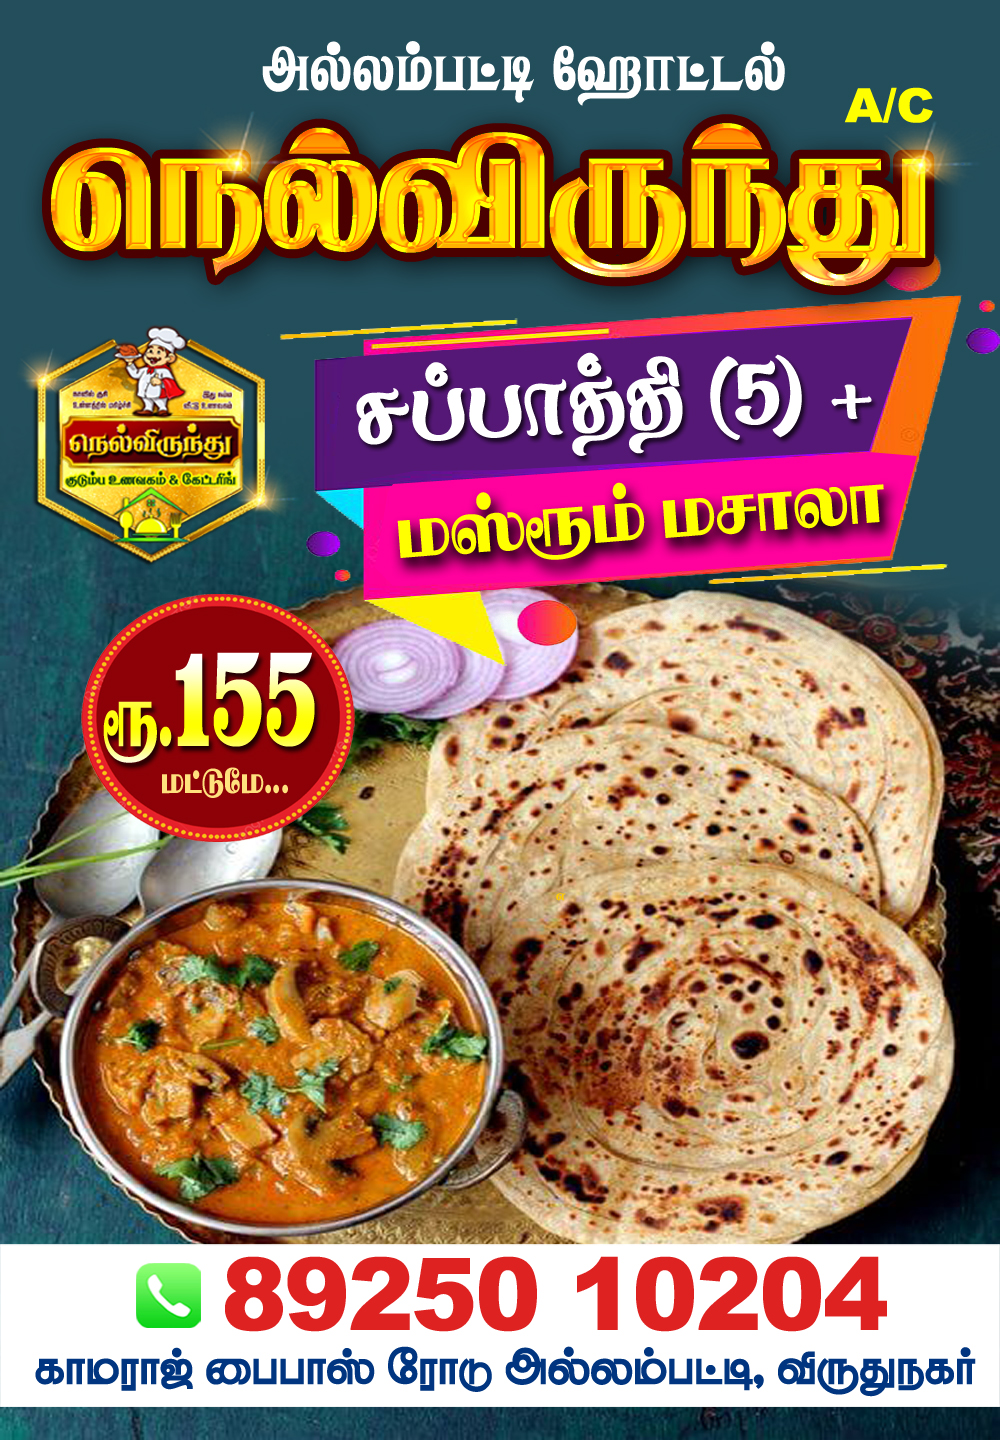 அல்லம்பட்டி ஹோட்டல்
A/C
நெல்விருந்து
சப்பாத்தி (5) +
மஸ்ரூம் மசாலா
நெல்விருந்து
குடும்ப உணவகம் & கேட்டரிங்
ரூ.155
மட்டுமே...
89250 10204
காமராஜ் பைபாஸ் ரோடு அல்லம்பட்டி, விருதுநகர்